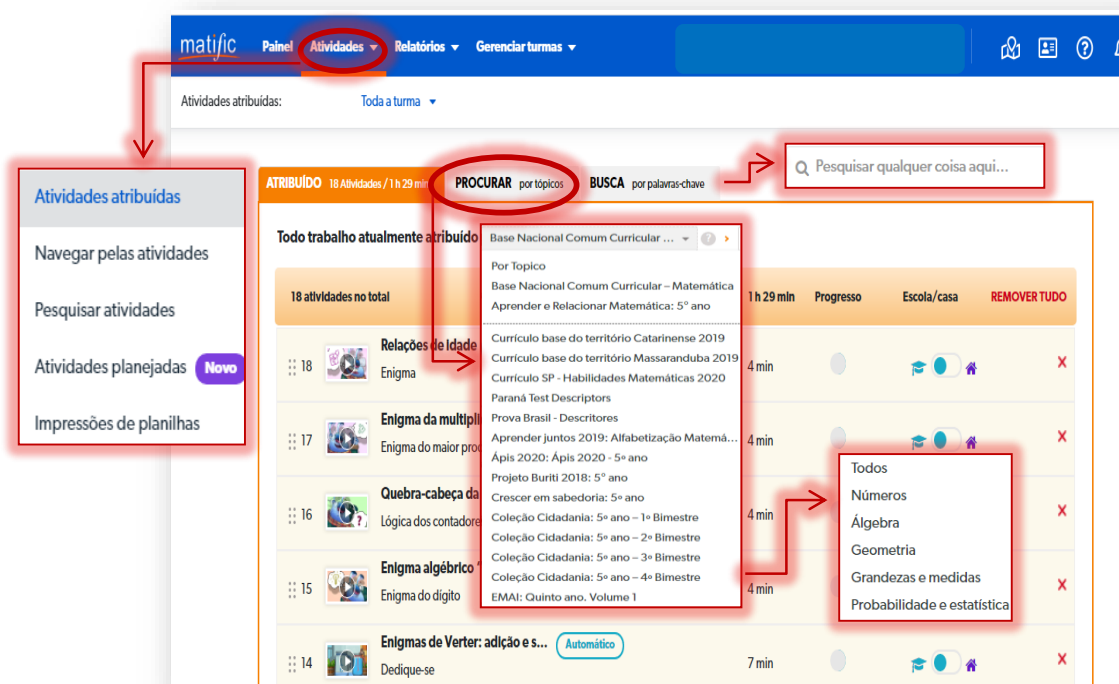 matific Painel Atividades Relatórios Gerenciar turmas
Atividades atribuídas: Toda a turma
Atividades atribuídas
Navegar pelas atividades
Pesquisar atividades
Atividades planejadas Novo
Impressões de planilhas
ATRIBUÍDO 18 Atividades / 1 h 29 min PROCURAR por tópicos BUSCA por palavras-chave
Pesquisar qualquer coisa aqui...
Todo trabalho atualmente atribuído
Base Nacional Comum Curricular ...
Por Topico
Base Nacional Comum Curricular – Matemática
Aprender e Relacionar Matemática: 5° ano
Currículo base do território Catarinense 2019
Currículo base do território Massaranduba 2019
Currículo SP - Habilidades Matemáticas 2020
Paraná Test Descriptors
Prova Brasil - Descritores
Aprender juntos 2019: Alfabetização Matemá...
Ápis 2020: Ápis 2020 - 5º ano
Projeto Buriti 2018: 5° ano
Crescer em sabedoria: 5º ano
Coleção Cidadania: 5º ano – 1º Bimestre
Coleção Cidadania: 5º ano – 2º Bimestre
Coleção Cidadania: 5º ano – 3º Bimestre
Coleção Cidadania: 5º ano – 4º Bimestre
EMAI: Quinto ano. Volume 1
18 atividades no total 1 h 29 min Progresso Escola/casa REMOVER TUDO
18 Relações de Idade 4 min
Enigma
17 Enigma da multipli 4 min
Enigma do maior pro
16 Quebra-cabeça da 4 min
Lógica dos contadore
15 Enigma algébrico 4 min
Enigma do dígito
14 Enigmas de Verter: adição e s... Automático 7 min
Dedique-se
Todos
Números
Álgebra
Geometria
Grandezas e medidas
Probabilidade e estatística